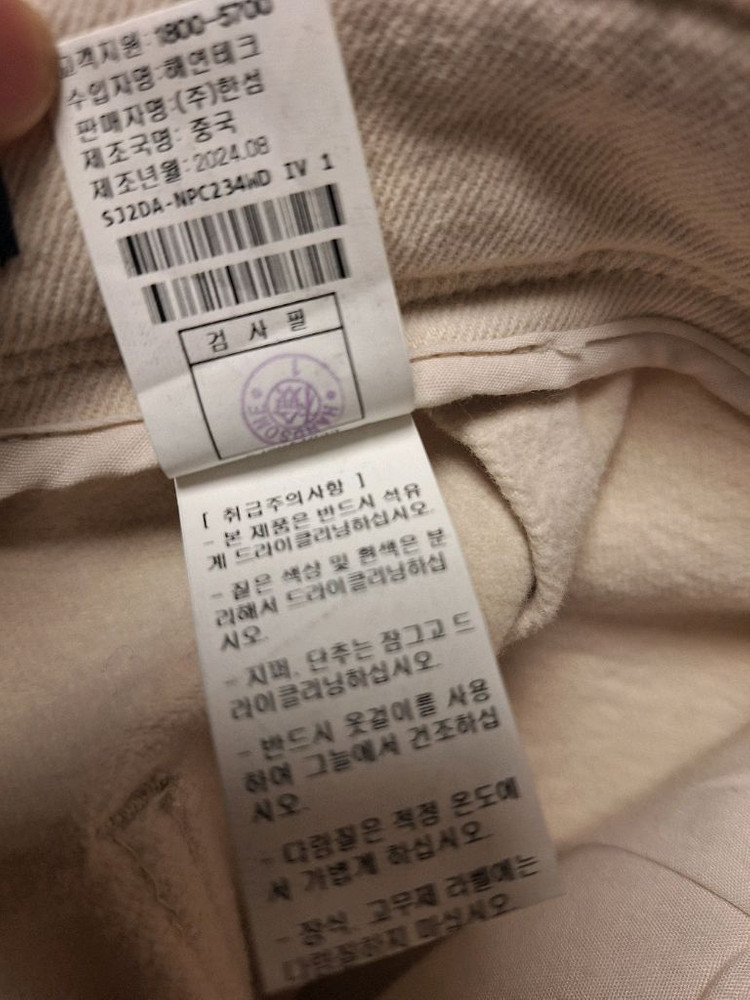 고객지원:1800-5700
수입자명:해연테크
판매자명:(주)한섬
제조국명: 중국
제조년월:2024.08
SJ2DA-NPC234WD IV 1
검 사 필
HANDSOME
[ 취급주의사항 ]
- 본 제품은 반드시 석유
계 드라이클리닝하십시오.
- 짙은 색상 및 흰색은 분
리해서 드라이클리닝하십
시오.
- 지퍼, 단추는 잠그고 드
라이클리닝하십시오.
- 반드시 옷걸이를 사용
하여 그늘에서 건조하십
시오.
- 다림질은 적정 온도에
서 가볍게 하십시오.
- 장식, 고무제 라벨에는
다림질하지 마십시오.